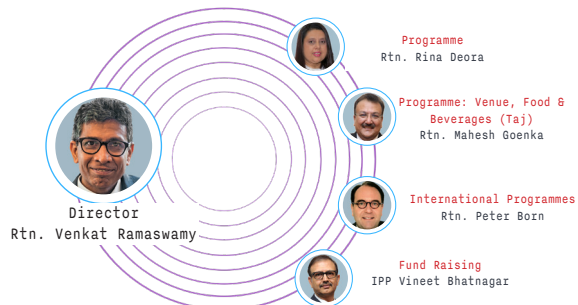 Programme
Rtn. Rina Deora
Programme: Venue, Food &
Beverages (Taj)
Rtn. Mahesh Goenka
Director
Rtn. Venkat Ramaswamy
International Programmes
Rtn. Peter Born
Fund Raising
IPP Vineet Bhatnagar